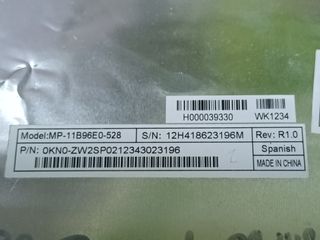 H000039330 WK1234
Model:MP-11B96E0-528 S/N: 12H418623196M Rev: R1.0
P/N: 0KN0-ZW2SP0212343023196 Spanish
MADE IN CHINA